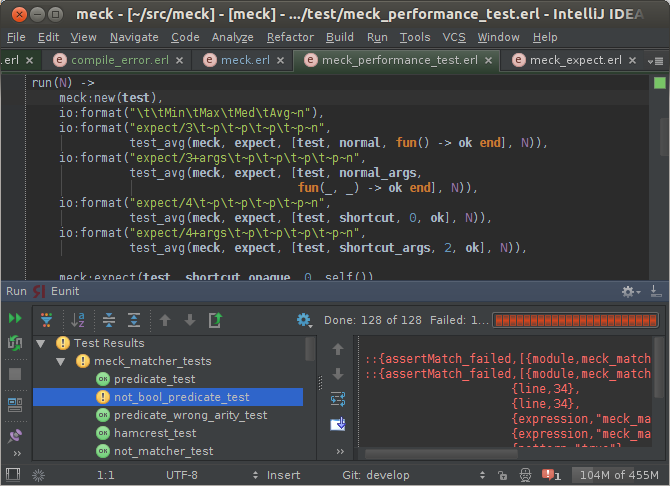 meck - [~/src/meck] - [meck] - .../test/meck_performance_test.erl - IntelliJ IDEA
File Edit View Navigate Code Analyze Refactor Build Run Tools VCS Window Help
.erl compile_error.erl meck.erl meck_performance_test.erl meck_expect.erl
run(N) ->
meck:new(test),
io:format("\t\tMin\tMax\tMed\tAvg~n"),
io:format("expect/3\t~p\t~p\t~p\t~p~n",
test_avg(meck, expect, [test, normal, fun() -> ok end], N)),
io:format("expect/3+args\t~p\t~p\t~p\t~p~n",
test_avg(meck, expect, [test, normal_args,
fun(_, _) -> ok end], N)),
io:format("expect/4\t~p\t~p\t~p\t~p~n",
test_avg(meck, expect, [test, shortcut, 0, ok], N)),
io:format("expect/4+args\t~p\t~p\t~p\t~p~n",
test_avg(meck, expect, [test, shortcut_args, 2, ok], N)),
meck:expect(test, shortcut_opaque, 0, self())
Run Eunit
Done: 128 of 128 Failed: 1...
Test Results
meck_matcher_tests
OK predicate_test
not_bool_predicate_test
OK predicate_wrong_arity_test
OK hamcrest_test
OK not_matcher_test
::{assertMatch_failed,[{module,meck_match
::{assertMatch_failed,[{module,meck_match
{line,34},
{line,34},
{expression,"meck_ma
{expression,"meck_ma
{pattern,"true"}
1:1 UTF-8 Insert Git: develop 1 104M of 455M